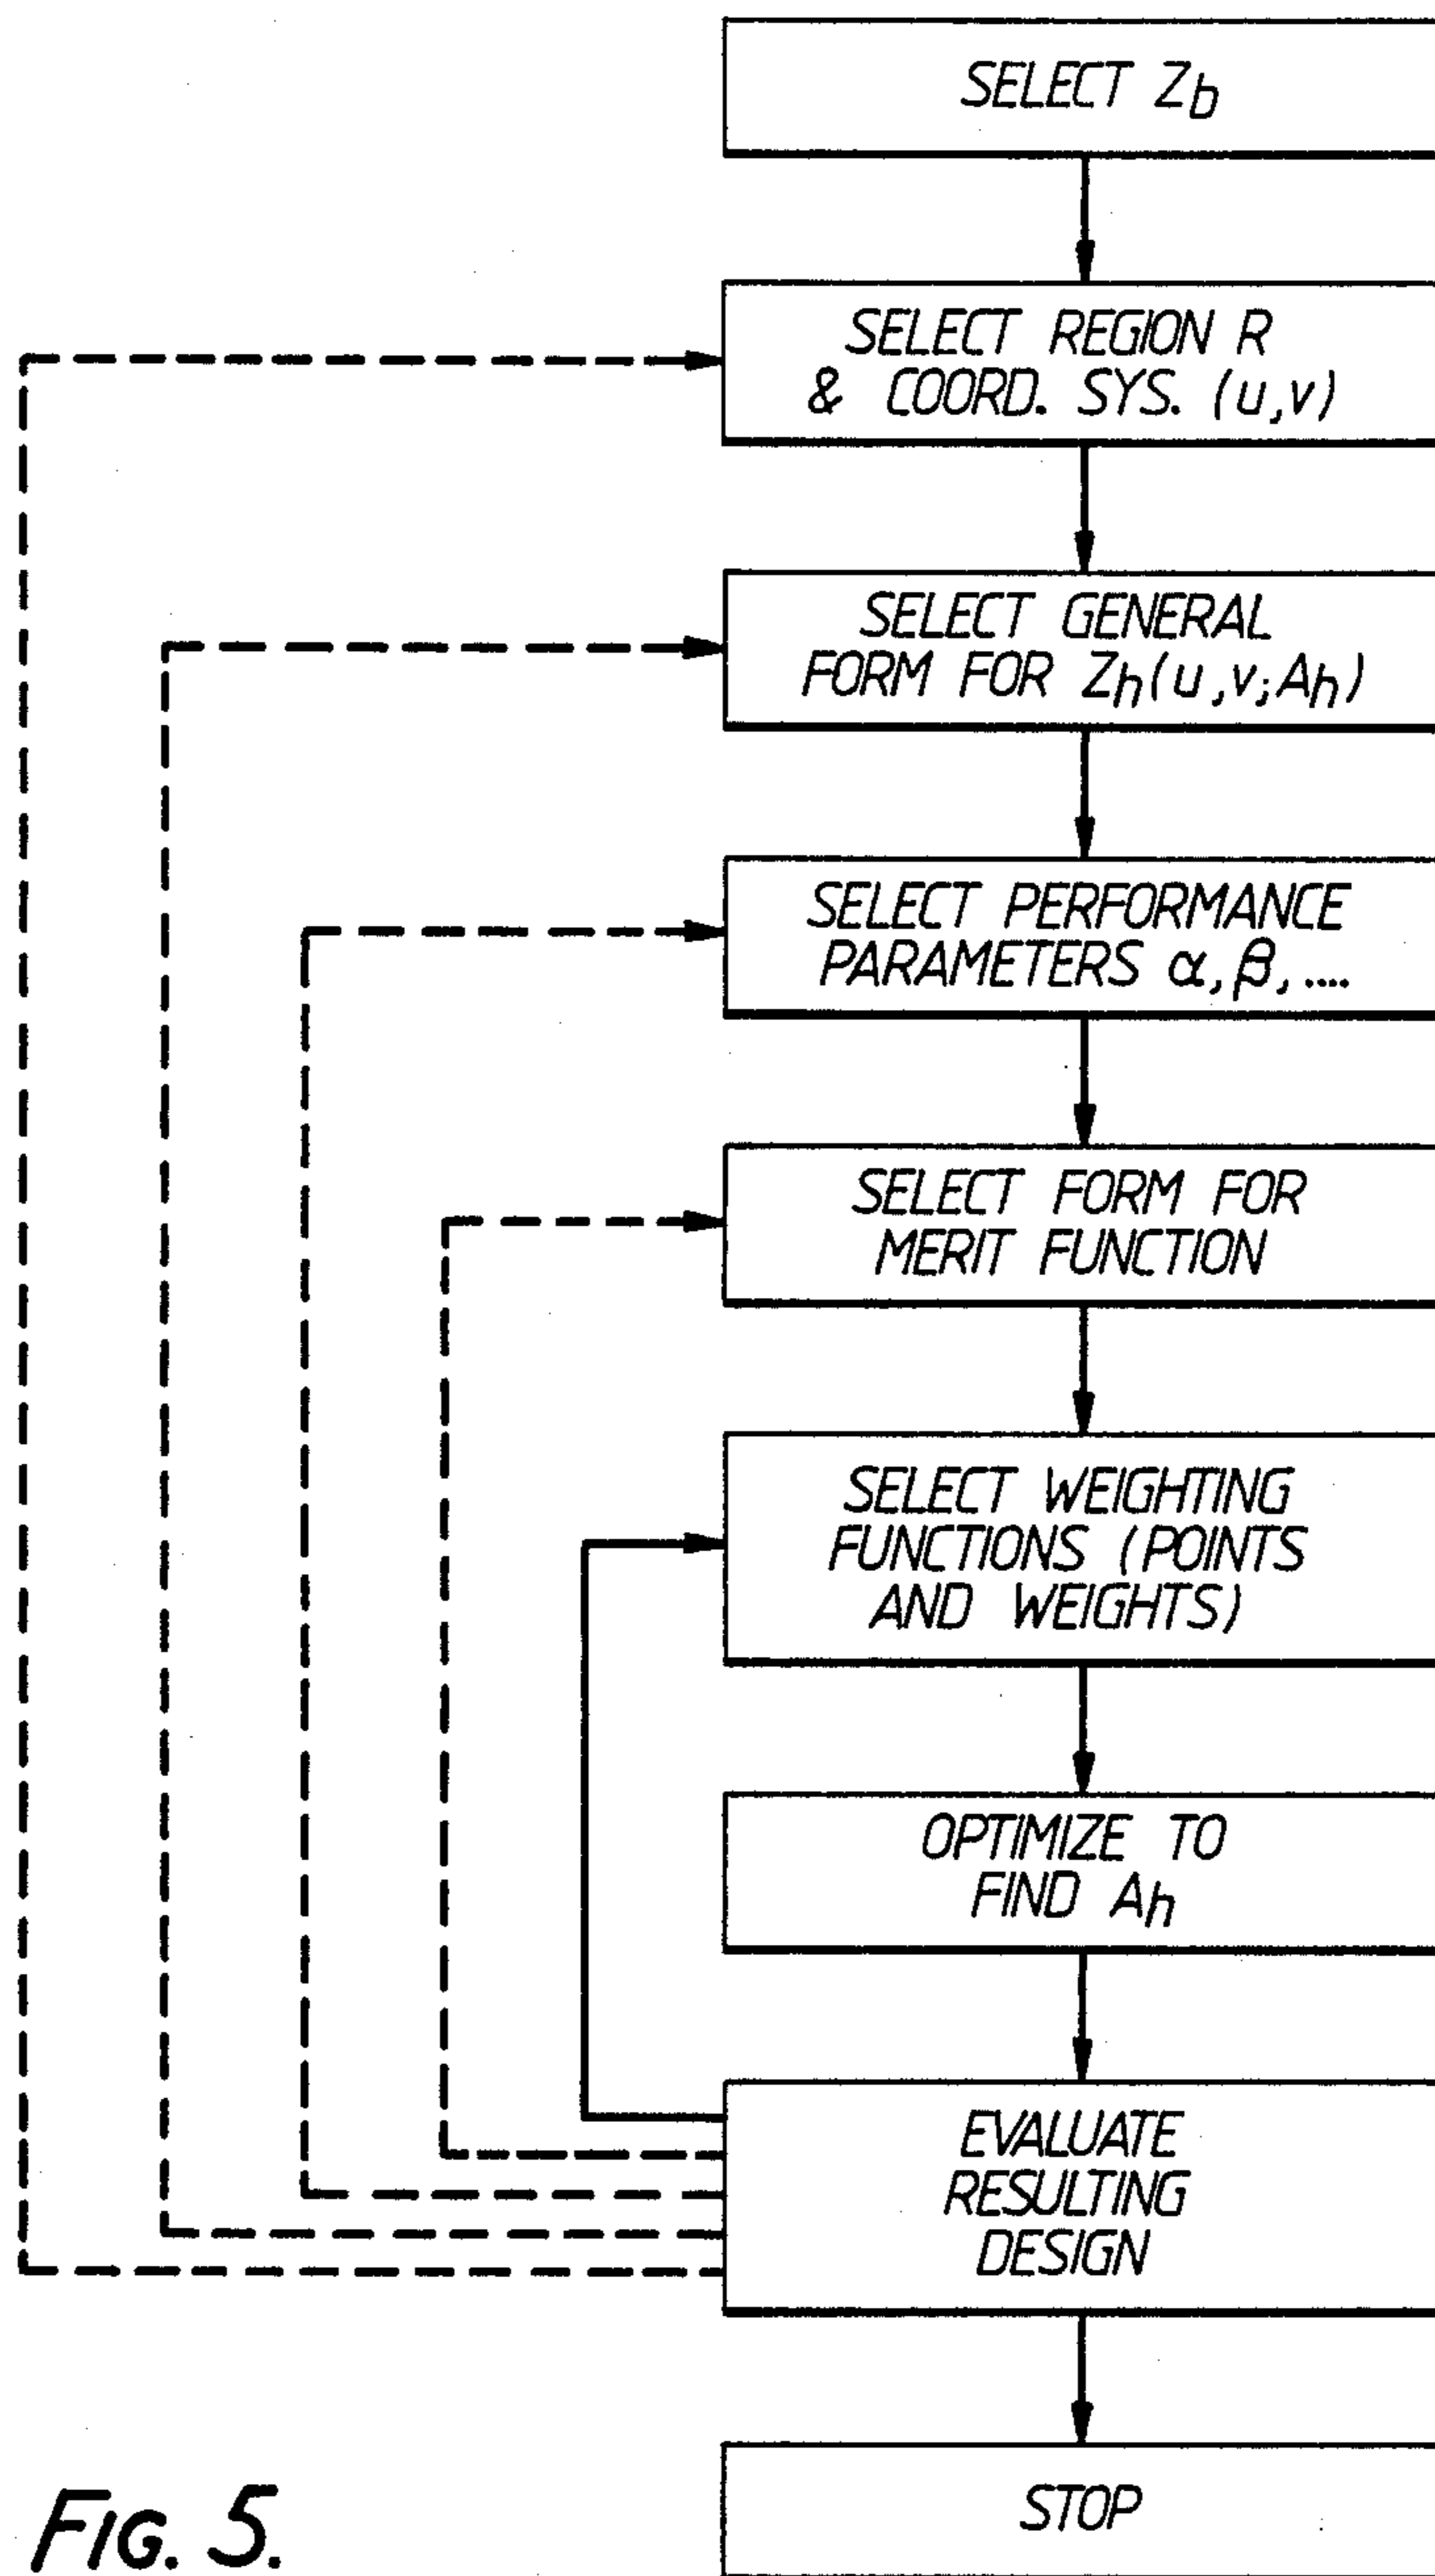 SELECT Zb
SELECT REGION R
& COORD. SYS. (u,v)
SELECT GENERAL
FORM FOR Zh(u,v;Ah)
SELECT PERFORMANCE
PARAMETERS α,β,....
SELECT FORM FOR
MERIT FUNCTION
SELECT WEIGHTING
FUNCTIONS (POINTS
AND WEIGHTS)
OPTIMIZE TO
FIND Ah
EVALUATE
RESULTING
DESIGN
STOP
FIG. 5.